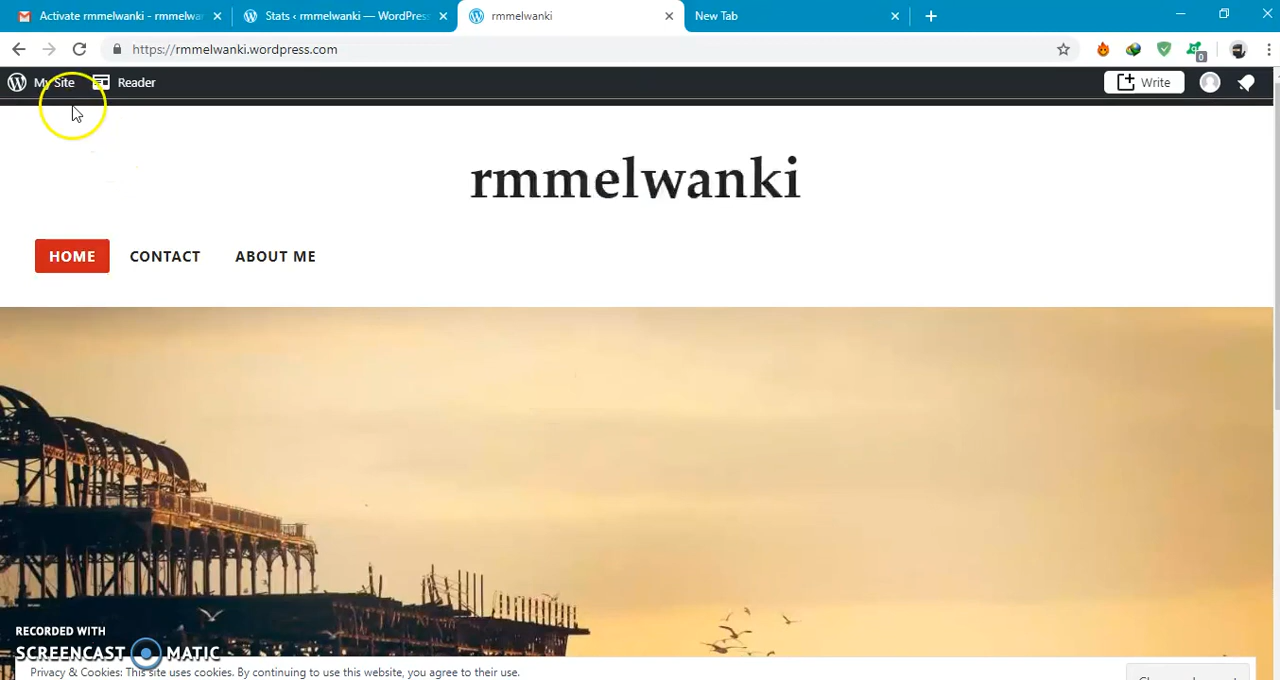 Activate rmmelwanki - rmmelwa
Stats ‹ rmmelwanki — WordPress
rmmelwanki
New Tab
https://rmmelwanki.wordpress.com
My Site
Reader
Write
0
rmmelwanki
HOME
CONTACT
ABOUT ME
RECORDED WITH
SCREENCAST MATIC
Privacy & Cookies: This site uses cookies. By continuing to use this website, you agree to their use.